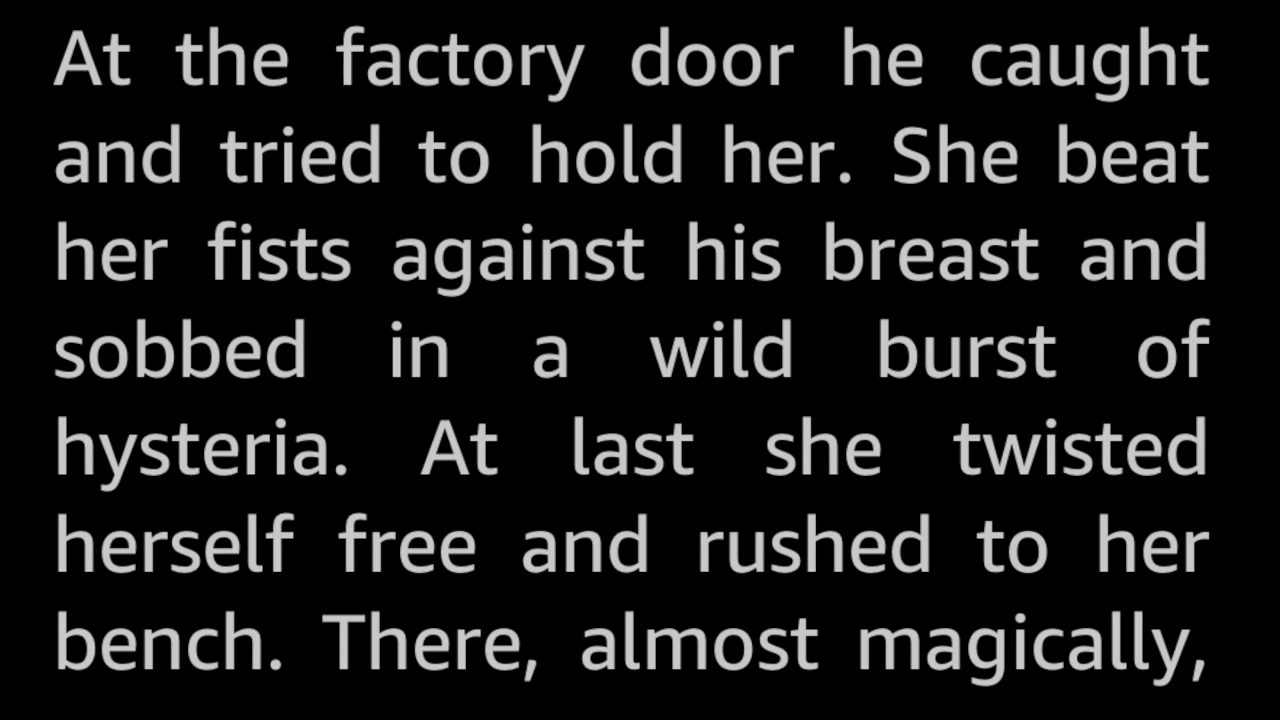 At the factory door he caught
and tried to hold her. She beat
her fists against his breast and
sobbed in a wild burst of
hysteria. At last she twisted
herself free and rushed to her
bench. There, almost magically,